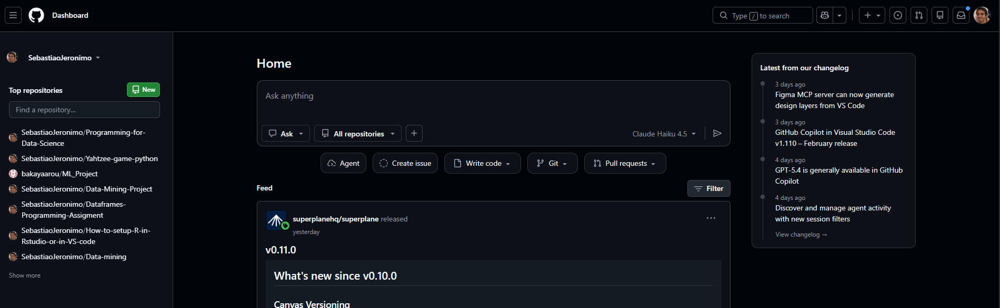 Dashboard
Type / to search
SebastiaoJeronimo
Top repositories
New
Find a repository...
SebastiaoJeronimo/Programming-for-
Data-Science
SebastiaoJeronimo/Yahtzee-game-python
bakayaarou/ML_Project
SebastiaoJeronimo/Data-Mining-Project
SebastiaoJeronimo/Dataframes-
Programming-Assigment
SebastiaoJeronimo/How-to-setup-R-in-
Rstudio-or-in-VS-code
SebastiaoJeronimo/Data-mining
Show more
Home
Ask anything
Ask
All repositories
Claude Haiku 4.5
Agent
Create issue
Write code
Git
Pull requests
Feed
Filter
superplanehq/superplane released
yesterday
v0.11.0
What's new since v0.10.0
Canvas Versioning
Latest from our changelog
3 days ago
Figma MCP server can now generate
design layers from VS Code
3 days ago
GitHub Copilot in Visual Studio Code
v1.110 – February release
4 days ago
GPT-5.4 is generally available in GitHub
Copilot
4 days ago
Discover and manage agent activity
with new session filters
View changelog →